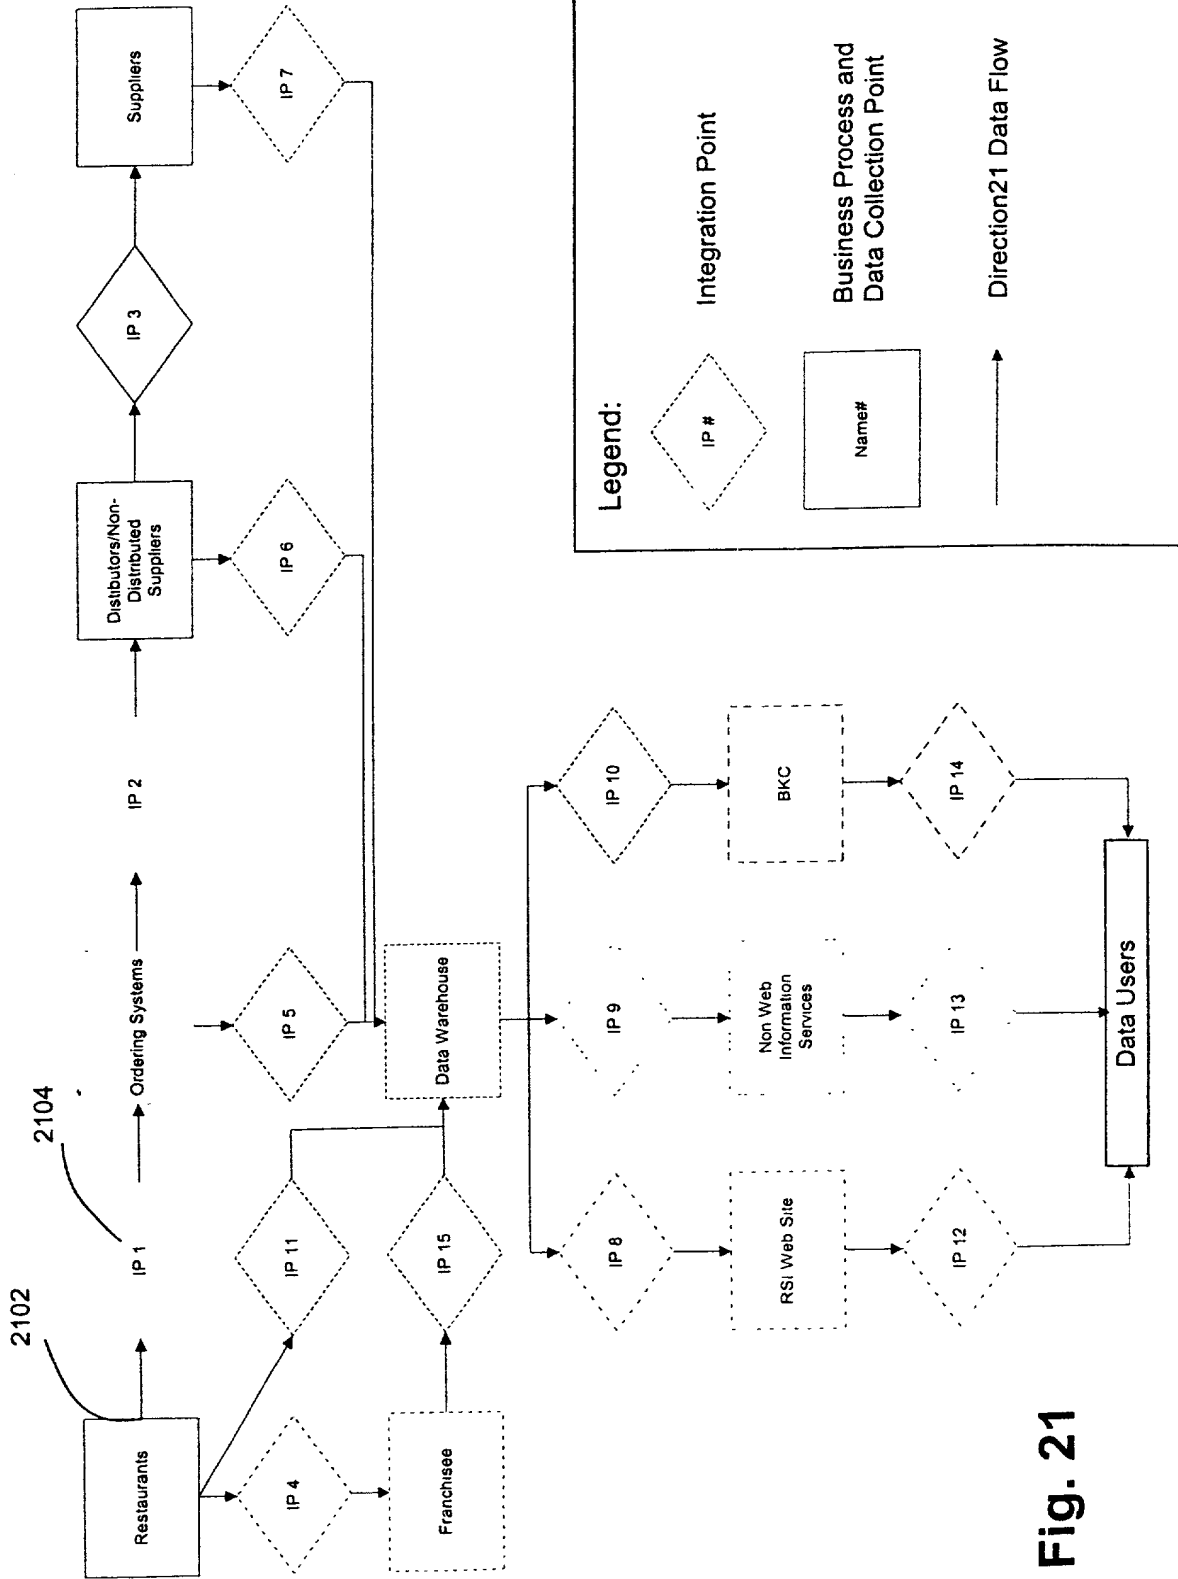 2102
2104
Restaurants
IP 1
Ordering Systems
IP 2
Distributors/Non-
Distributed
Suppliers
IP 3
Suppliers
IP 4
IP 11
IP 5
IP 6
IP 7
Franchisee
IP 15
Data Warehouse
IP 8
IP 9
IP 10
RSI Web Site
Non Web
Information
Services
BKC
IP 12
IP 13
IP 14
Data Users
Legend:
IP #
Integration Point
Name#
Business Process and
Data Collection Point
Direction21 Data Flow
Fig. 21